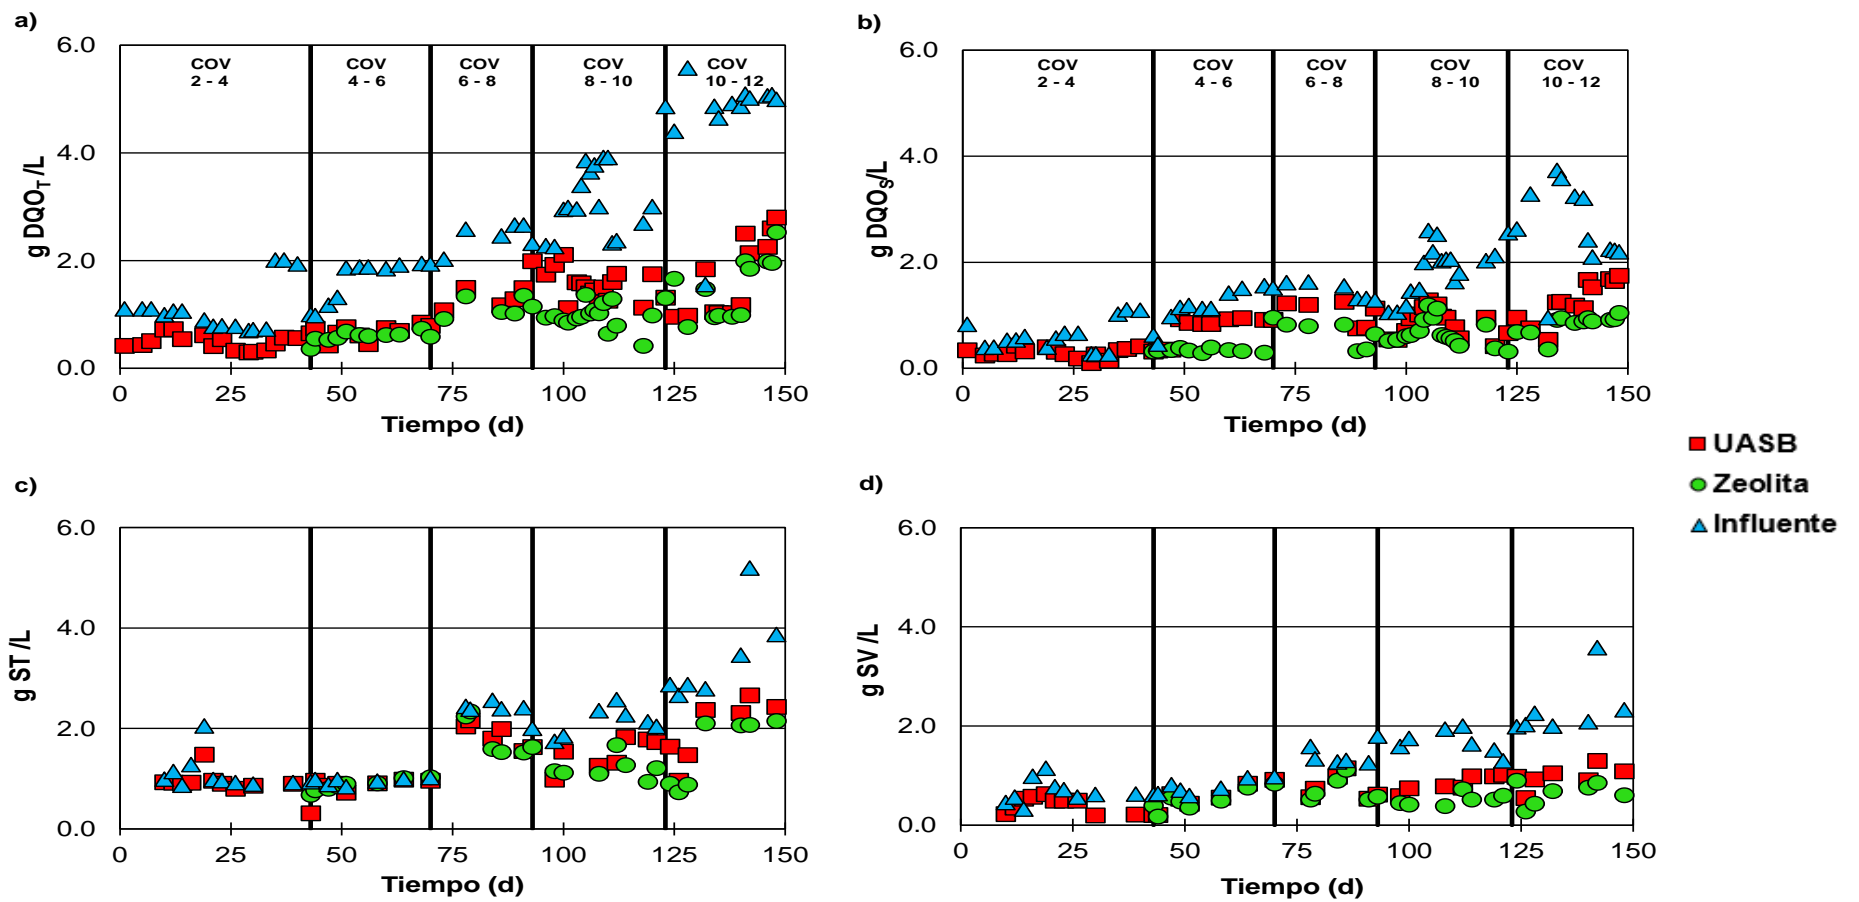 a)
6.0
4.0
2.0
0.0
g DQO_T/L
COV
2 - 4
COV
4 - 6
COV
6 - 8
COV
8 - 10
COV
10 - 12
0 25 50 75 100 125 150
Tiempo (d)
b)
6.0
4.0
2.0
0.0
g DQO_S/L
COV
2 - 4
COV
4 - 6
COV
6 - 8
COV
8 - 10
COV
10 - 12
0 25 50 75 100 125 150
Tiempo (d)
UASB
Zeolita
Influente
c)
6.0
4.0
2.0
0.0
g ST /L
0 25 50 75 100 125 150
Tiempo (d)
d)
6.0
4.0
2.0
0.0
g SV /L
0 25 50 75 100 125 150
Tiempo (d)